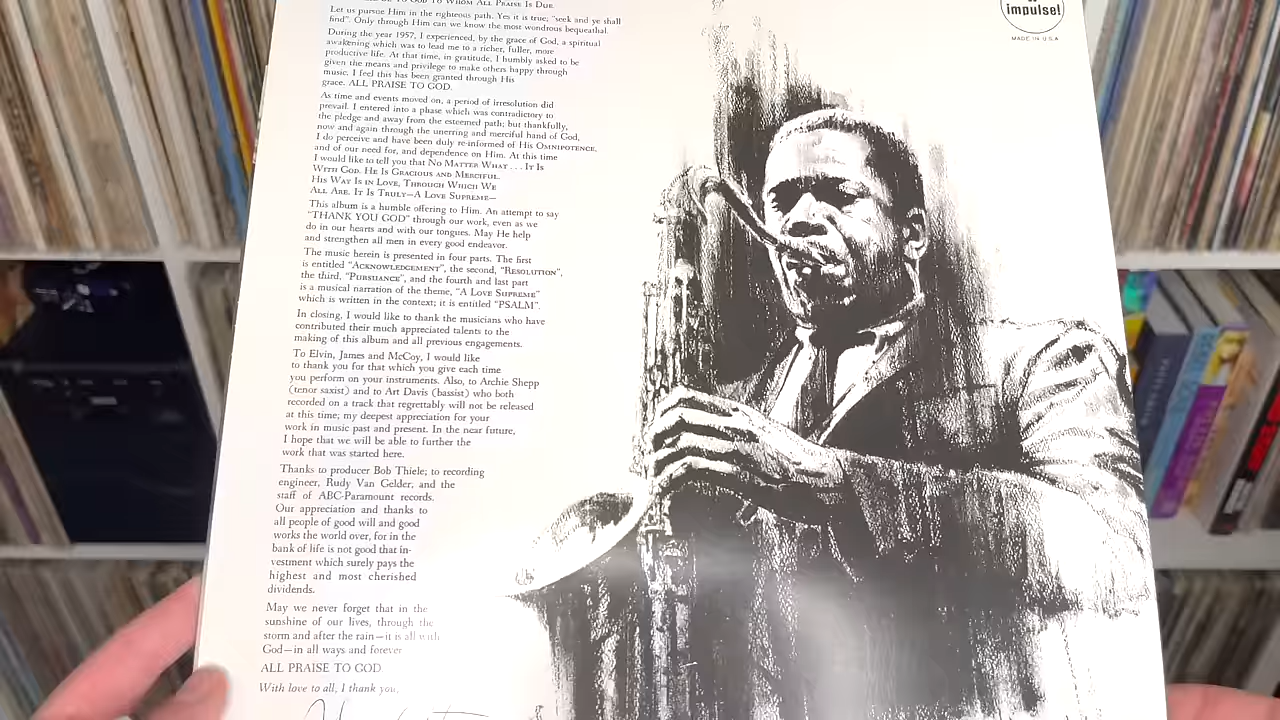 TO WHOM ALL PRAISE IS DUE.
Let us pursue Him in the righteous path. Yes it is true; "seek and ye shall
find". Only through Him can we know the most wondrous bequeathal.
During the year 1957, I experienced, by the grace of God, a spiritual
awakening which was to lead me to a richer, fuller, more
productive life. At that time, in gratitude, I humbly asked to be
given the means and privilege to make others happy through
music. I feel this has been granted through His
grace. ALL PRAISE TO GOD.
As time and events moved on, a period of irresolution did
prevail. I entered into a phase which was contradictory to
the pledge and away from the esteemed path; but thankfully,
now and again through the unerring and merciful hand of God,
I do perceive and have been duly re-informed of His OMNIPOTENCE,
and of our need for, and dependence on Him. At this time
I would like to tell you that NO MATTER WHAT . . . IT IS
WITH GOD. HE IS GRACIOUS AND MERCIFUL.
HIS WAY IS IN LOVE, THROUGH WHICH WE
ALL ARE. IT IS TRULY—A LOVE SUPREME—
This album is a humble offering to Him. An attempt to say
"THANK YOU GOD" through our work, even as we
do in our hearts and with our tongues. May He help
and strengthen all men in every good endeavor.
The music herein is presented in four parts. The first
is entitled "ACKNOWLEDGEMENT", the second, "RESOLUTION",
the third, "PURSUANCE", and the fourth and last part
is a musical narration of the theme, "A LOVE SUPREME"
which is written in the context; it is entitled "PSALM".
In closing, I would like to thank the musicians who have
contributed their much appreciated talents to the
making of this album and all previous engagements.
To Elvin, James and McCoy, I would like
to thank you for that which you give each time
you perform on your instruments. Also, to Archie Shepp
(tenor saxist) and to Art Davis (bassist) who both
recorded on a track that regrettably will not be released
at this time; my deepest appreciation for your
work in music past and present. In the near future,
I hope that we will be able to further the
work that was started here.
Thanks to producer Bob Thiele; to recording
engineer, Rudy Van Gelder, and the
staff of ABC-Paramount records.
Our appreciation and thanks to
all people of good will and good
works the world over, for in the
bank of life is not good that in-
vestment which surely pays the
highest and most cherished
dividends.
May we never forget that in the
sunshine of our lives, through the
storm and after the rain—it is all with
God—in all ways and forever
ALL PRAISE TO GOD
With love to all, I thank you,
impulse!
MADE IN U.S.A.